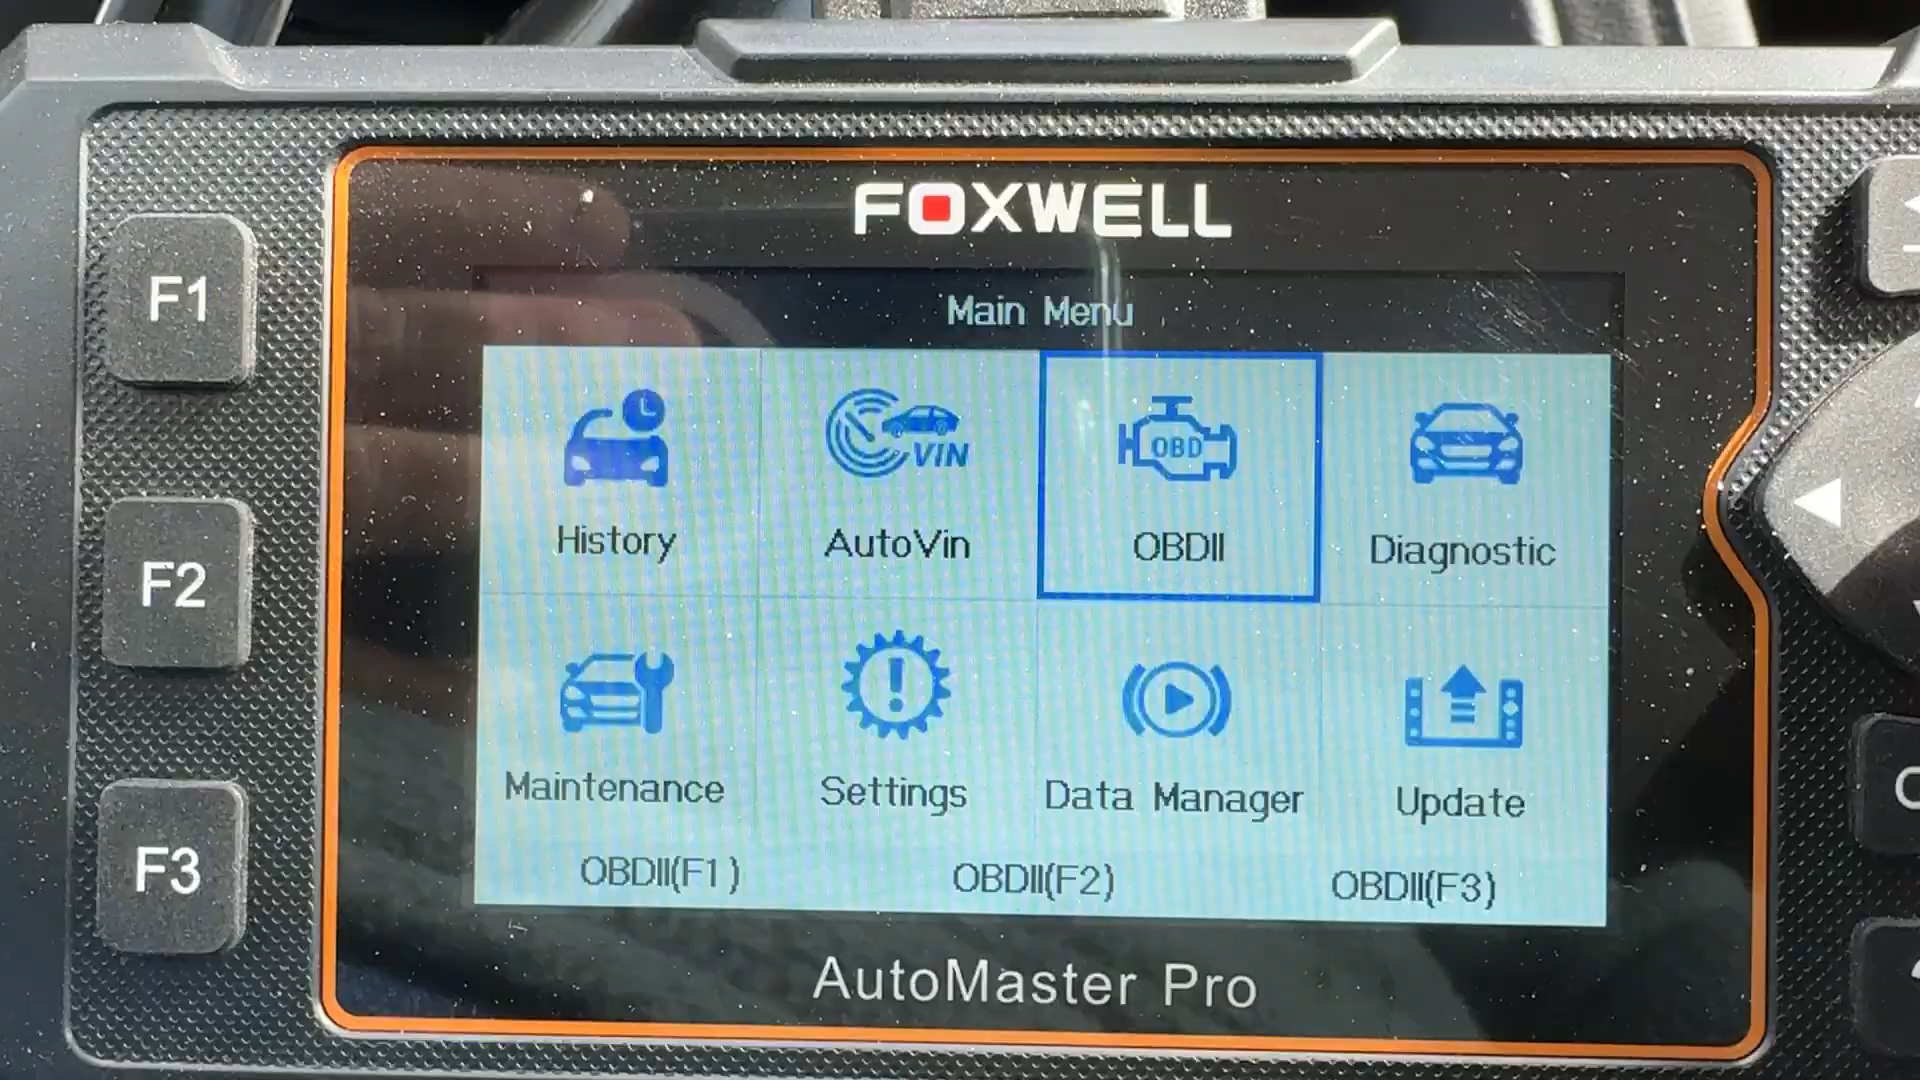 FOXWELL
Main Menu
F1
VIN
OBD
History AutoVin OBDII Diagnostic
F2
Maintenance Settings Data Manager Update
F3
OBDII(F1) OBDII(F2) OBDII(F3)
AutoMaster Pro